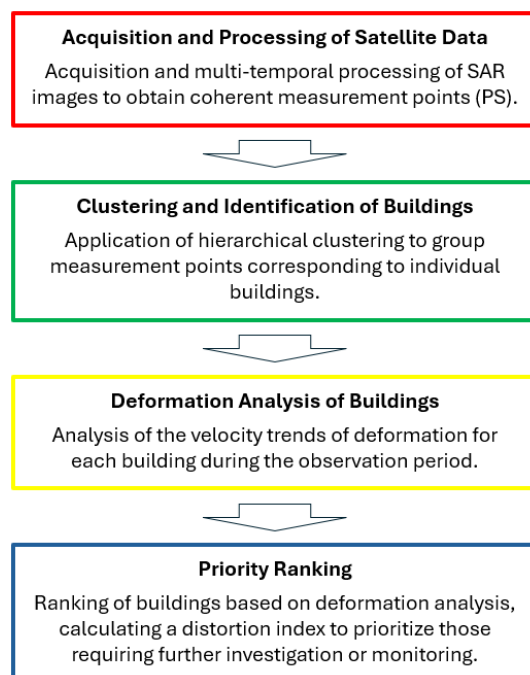 Acquisition and Processing of Satellite Data
Acquisition and multi-temporal processing of SAR
images to obtain coherent measurement points (PS).
Clustering and Identification of Buildings
Application of hierarchical clustering to group
measurement points corresponding to individual
buildings.
Deformation Analysis of Buildings
Analysis of the velocity trends of deformation for
each building during the observation period.
Priority Ranking
Ranking of buildings based on deformation analysis,
calculating a distortion index to prioritize those
requiring further investigation or monitoring.